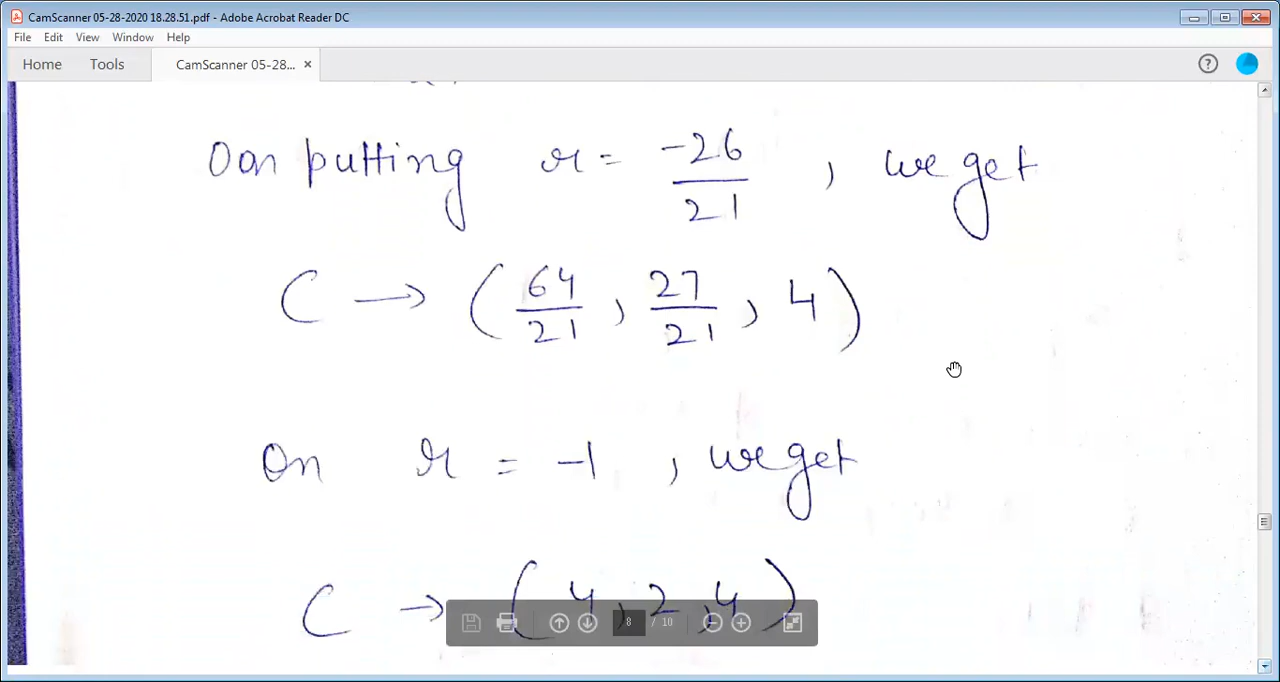 CamScanner 05-28-2020 18.28.51.pdf - Adobe Acrobat Reader DC
File Edit View Window Help
Home Tools CamScanner 05-28... × ?
Oon putting r = -26/21 , we get
C → (64/21, 27/21, 4)
On r = -1 , we get
C → (4, 2, 4)
8 / 10